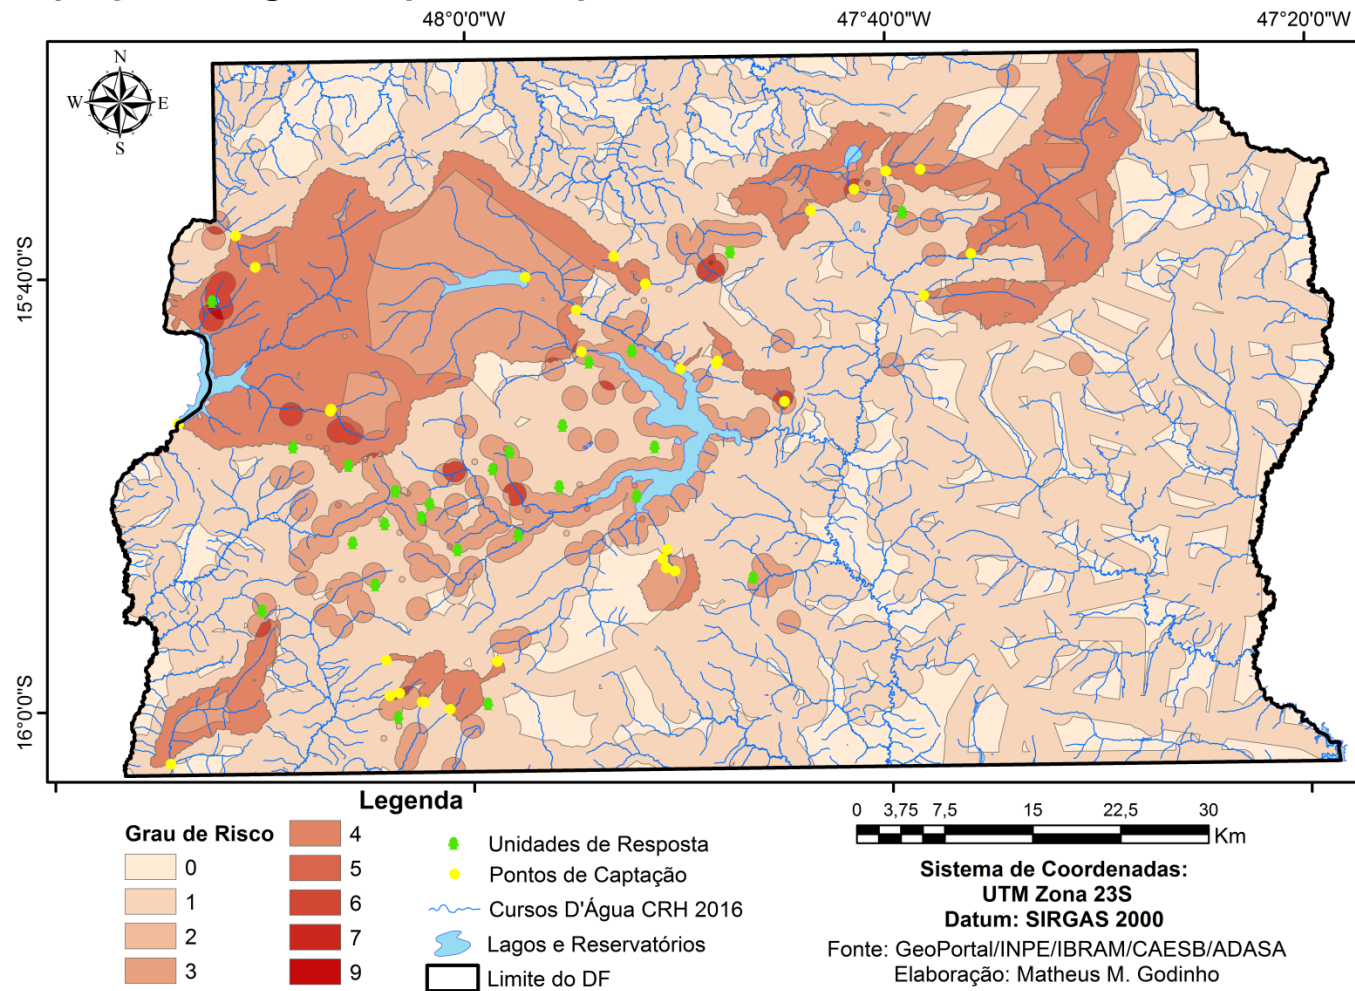 48°0'0"W
47°40'0"W
47°20'0"W
N
W
E
S
15°40'0"S
16°0'0"S
Legenda
Grau de Risco
0
1
2
3
4
5
6
7
9
Unidades de Resposta
Pontos de Captação
Cursos D'Água CRH 2016
Lagos e Reservatórios
Limite do DF
0 3,75 7,5 15 22,5 30
Km
Sistema de Coordenadas:
UTM Zona 23S
Datum: SIRGAS 2000
Fonte: GeoPortal/INPE/IBRAM/CAESB/ADASA
Elaboração: Matheus M. Godinho